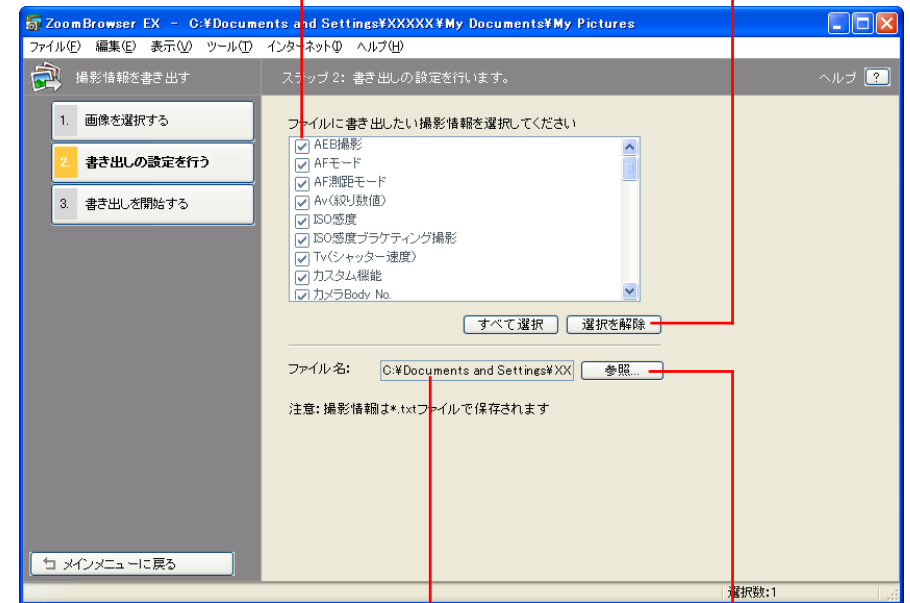 ZoomBrowser EX - C:¥Documents and Settings¥XXXXX¥My Documents¥My Pictures
ファイル(F) 編集(E) 表示(V) ツール(T) インターネット(I) ヘルプ(H)
撮影情報を書き出す
ステップ 2: 書き出しの設定を行います。
ヘルプ ?
1. 画像を選択する
2. 書き出しの設定を行う
3. 書き出しを開始する
ファイルに書き出したい撮影情報を選択してください
AEB撮影
AFモード
AF測距モード
Av(絞り数値)
ISO感度
ISO感度ブラケティング撮影
Tv(シャッター速度)
カスタム機能
カメラBody No.
すべて選択 選択を解除
ファイル名: C:¥Documents and Settings¥XX 参照...
注意: 撮影情報は*.txtファイルで保存されます
メインメニューに戻る
選択数:1